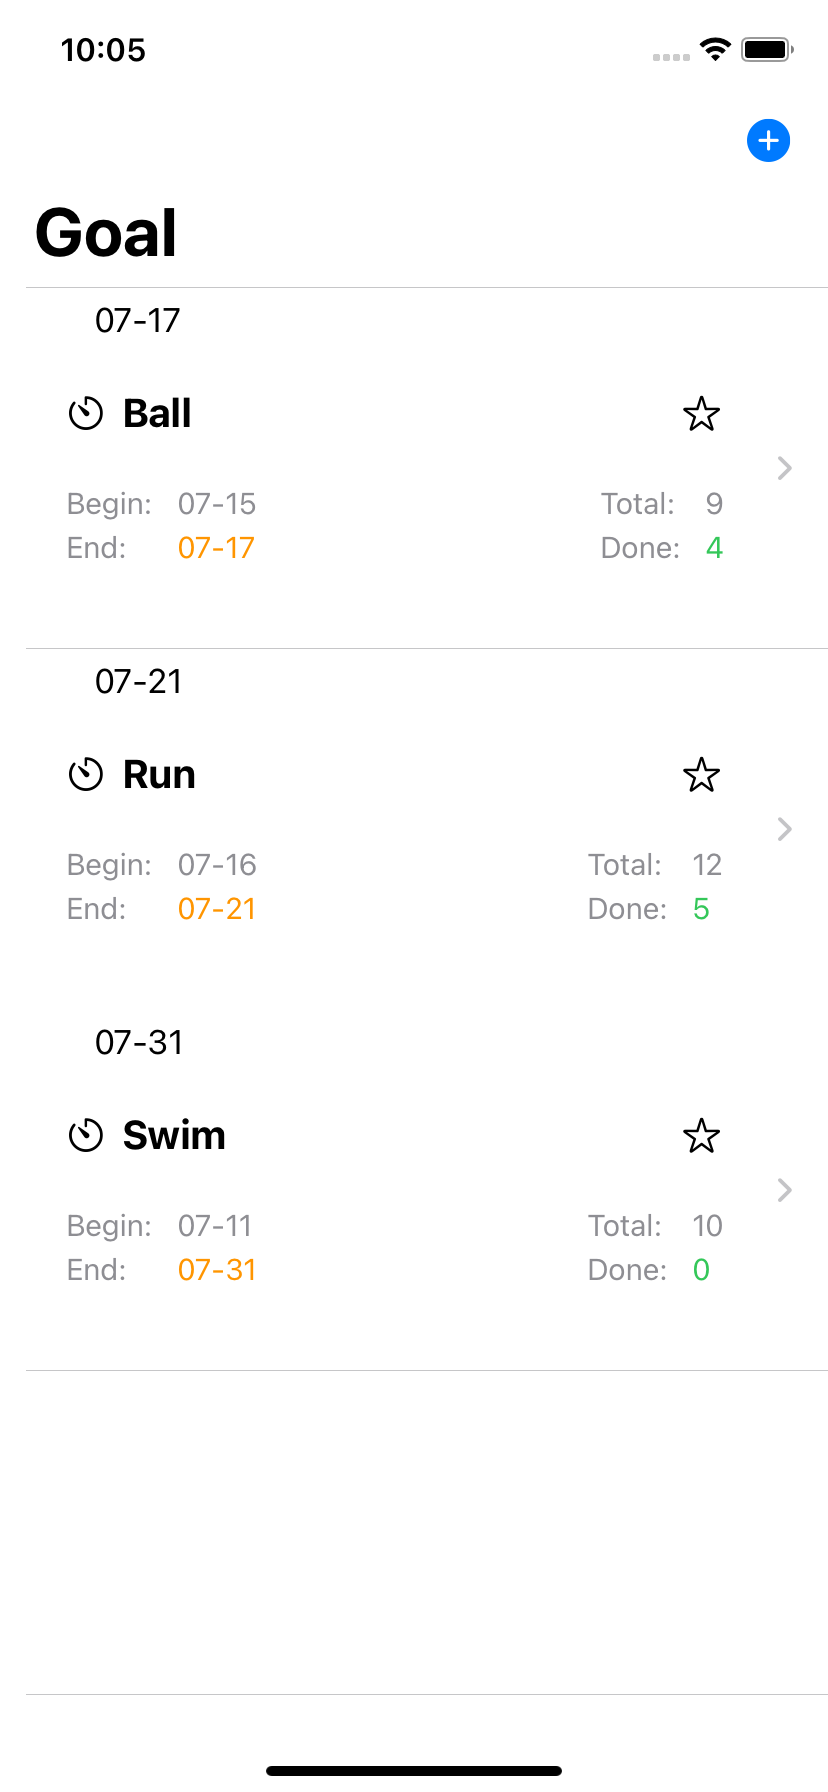 10:05
Goal
07-17
Ball
Begin: 07-15 Total: 9
End: 07-17 Done: 4
07-21
Run
Begin: 07-16 Total: 12
End: 07-21 Done: 5
07-31
Swim
Begin: 07-11 Total: 10
End: 07-31 Done: 0